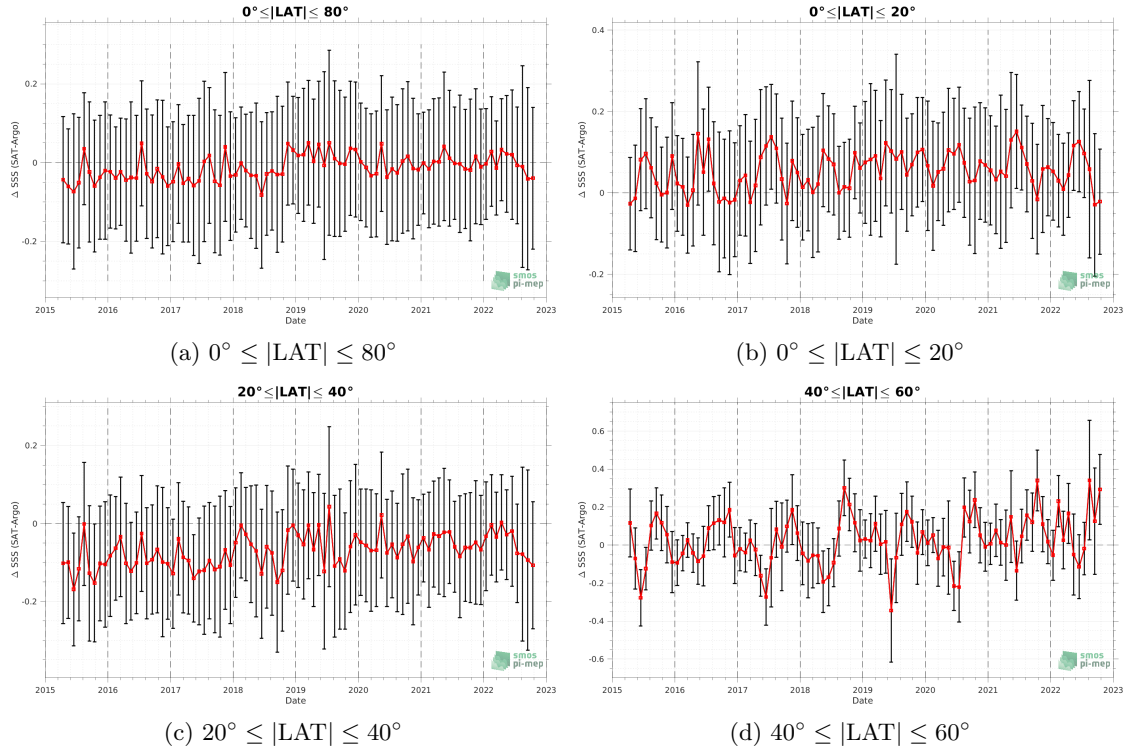 0°≤|LAT|≤ 80°
0.2
0
-0.2
Δ SSS (SAT-Argo)
2015 2016 2017 2018 2019 2020 2021 2022 2023
Date
smos
pi-mep
(a) 0° ≤ |LAT| ≤ 80°
0°≤|LAT|≤ 20°
0.4
0.2
0
-0.2
Δ SSS (SAT-Argo)
2015 2016 2017 2018 2019 2020 2021 2022 2023
Date
smos
pi-mep
(b) 0° ≤ |LAT| ≤ 20°
20°≤|LAT|≤ 40°
0.2
0
-0.2
Δ SSS (SAT-Argo)
2015 2016 2017 2018 2019 2020 2021 2022 2023
Date
smos
pi-mep
(c) 20° ≤ |LAT| ≤ 40°
40°≤|LAT|≤ 60°
0.6
0.4
0.2
0
-0.2
-0.4
-0.6
Δ SSS (SAT-Argo)
2015 2016 2017 2018 2019 2020 2021 2022 2023
Date
smos
pi-mep
(d) 40° ≤ |LAT| ≤ 60°